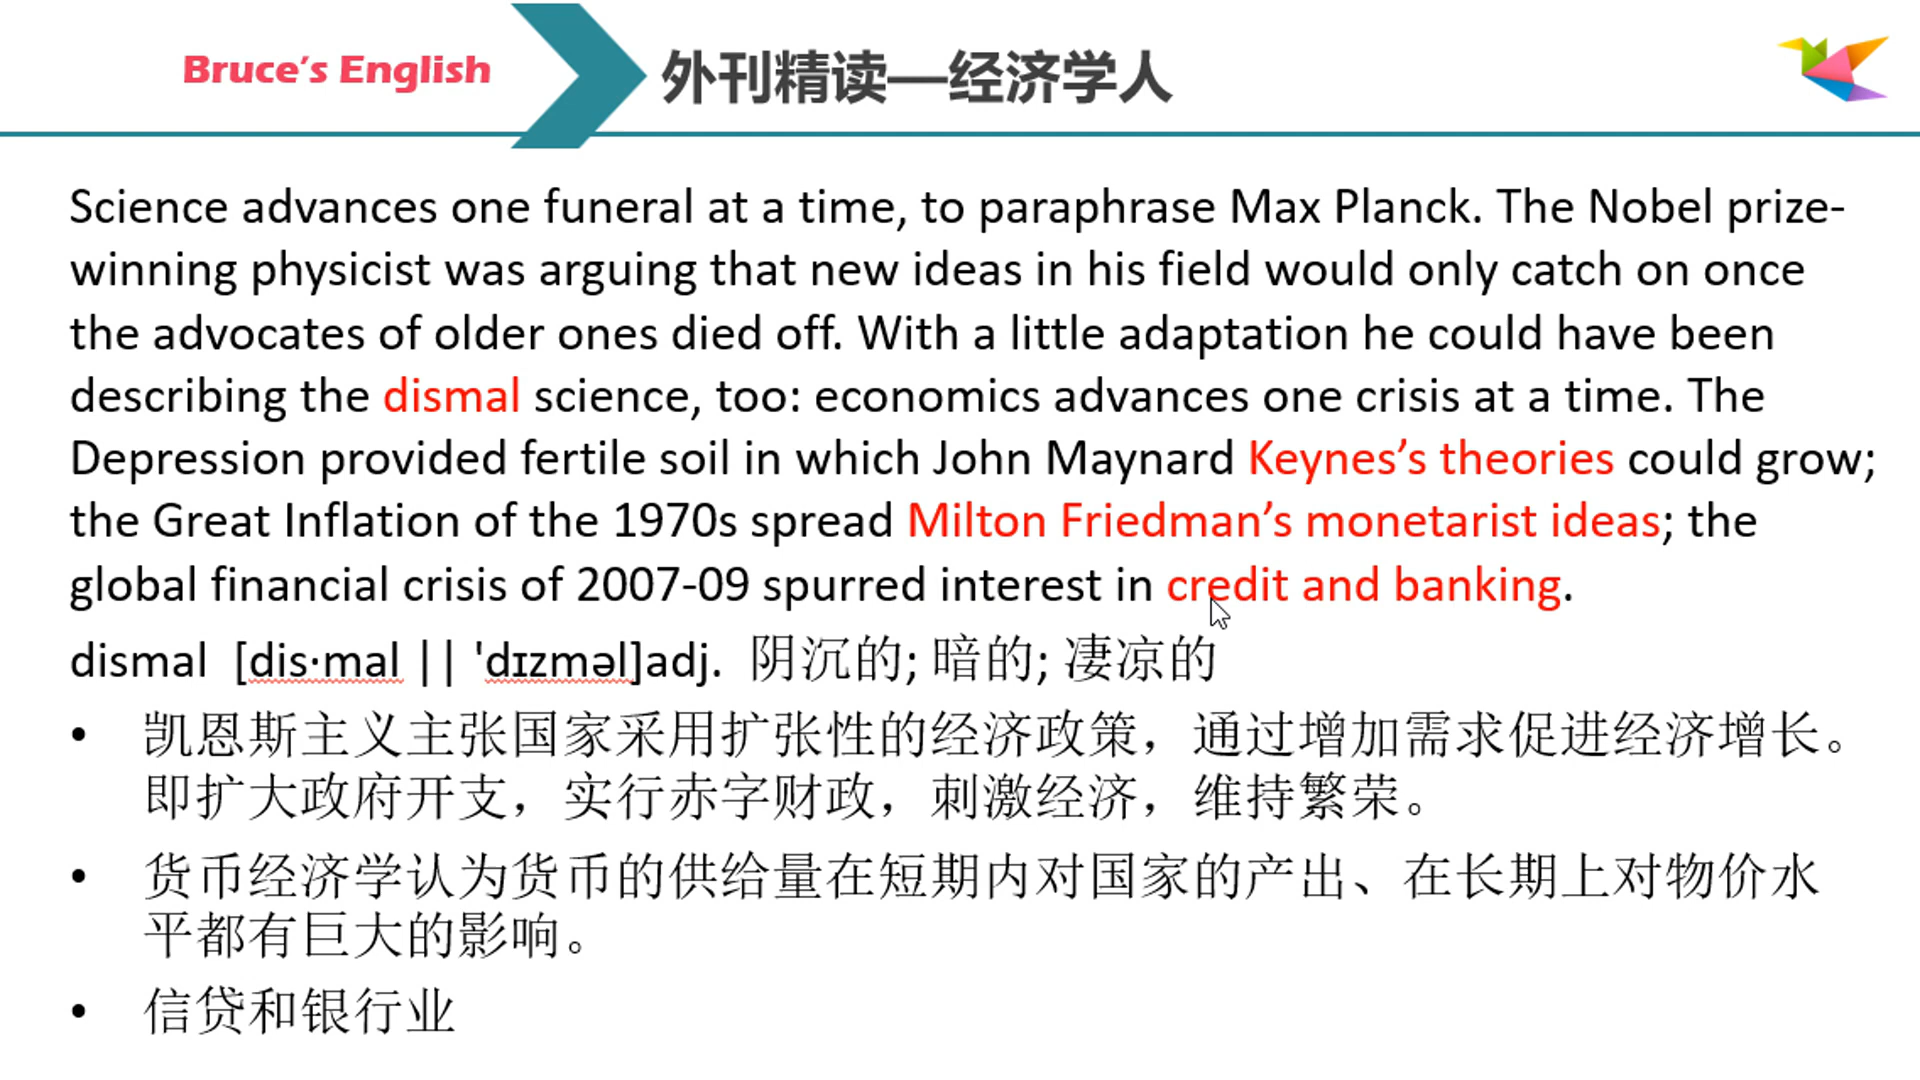 Bruce's English
外刊精读—经济学人
Science advances one funeral at a time, to paraphrase Max Planck. The Nobel prize-
winning physicist was arguing that new ideas in his field would only catch on once
the advocates of older ones died off. With a little adaptation he could have been
describing the dismal science, too: economics advances one crisis at a time. The
Depression provided fertile soil in which John Maynard Keynes’s theories could grow;
the Great Inflation of the 1970s spread Milton Friedman’s monetarist ideas; the
global financial crisis of 2007-09 spurred interest in credit and banking.
dismal [dis·mal || 'dɪzməl]adj. 阴沉的; 暗的; 凄凉的
• 凯恩斯主义主张国家采用扩张性的经济政策，通过增加需求促进经济增长。
即扩大政府开支，实行赤字财政，刺激经济，维持繁荣。
• 货币经济学认为货币的供给量在短期内对国家的产出、在长期上对物价水
平都有巨大的影响。
• 信贷和银行业